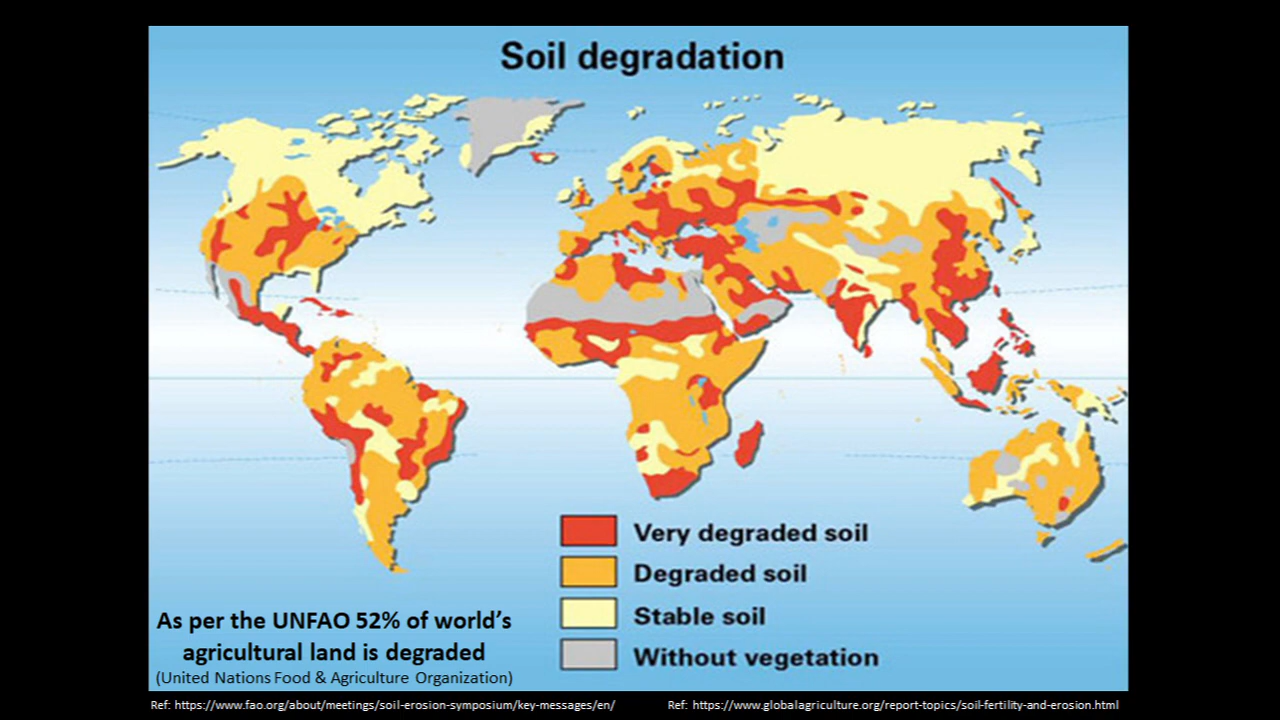 Soil degradation
Very degraded soil
Degraded soil
Stable soil
Without vegetation
As per the UNFAO 52% of world’s
agricultural land is degraded
(United Nations Food & Agriculture Organization)
Ref: https://www.fao.org/about/meetings/soil-erosion-symposium/key-messages/en/
Ref: https://www.globalagriculture.org/report-topics/soil-fertility-and-erosion.html